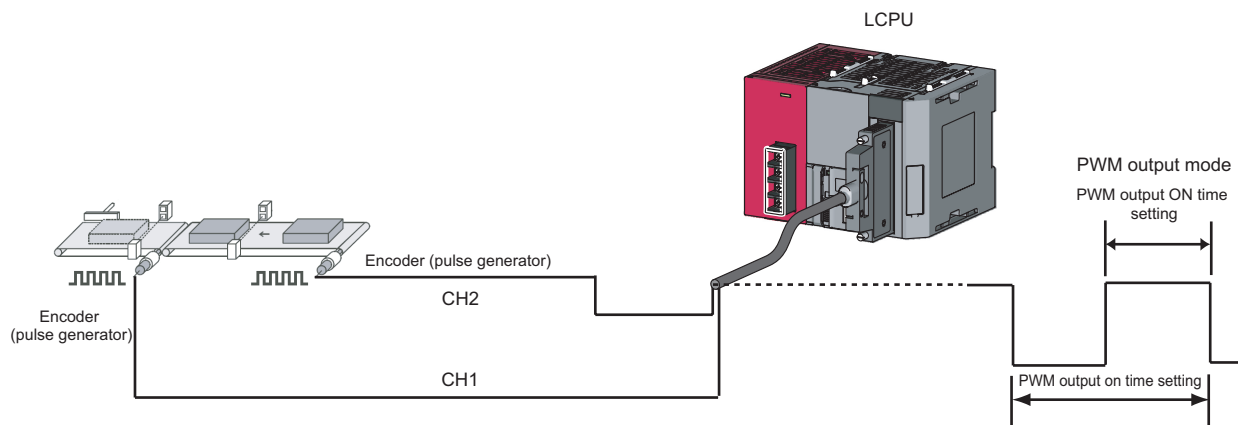 LCPU
PWM output mode
PWM output ON time
setting
Encoder (pulse generator)
CH2
Encoder
(pulse generator)
CH1
PWM output on time setting